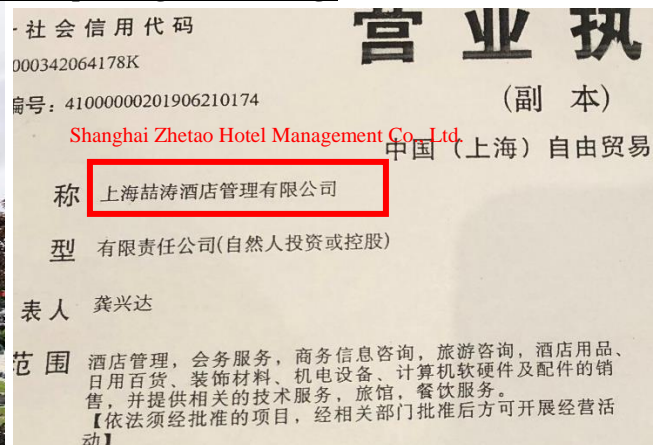 社会信用代码
营业执
000342064178K
编号：41000000201906210174
(副 本)
Shanghai Zhetao Hotel Management Co., Ltd.
中国（上海）自由贸易
称 上海喆涛酒店管理有限公司
型 有限责任公司(自然人投资或控股)
表人 龚兴达
范围 酒店管理，会务服务，商务信息咨询，旅游咨询，酒店用品、
日用百货、装饰材料、机电设备、计算机软硬件及配件的销
售，并提供相关的技术服务，旅馆，餐饮服务。
【依法须经批准的项目，经相关部门批准后方可开展经营活
动】